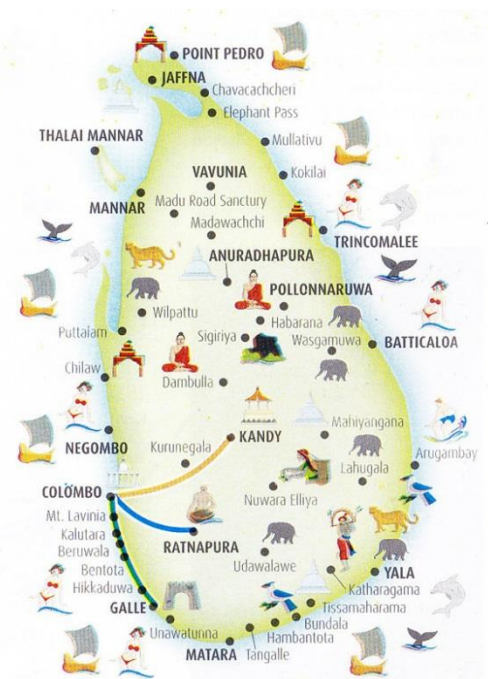 POINT PEDRO
JAFFNA
Chavacachcheri
Elephant Pass
THALAI MANNAR
Mullativu
VAVUNIA
Kokilai
MANNAR
Madu Road Sanctury
Madawachchi
TRINCOMALEE
ANURADHAPURA
POLLONNARUWA
Wilpattu
Habarana
Puttalam
Sigiriya
Wasgamuwa
BATTICALOA
Chilaw
Dambulla
Mahiyangana
KANDY
NEGOMBO
Kurunegala
Arugambay
Lahugala
COLOMBO
Nuwara Elliya
Mt. Lavinia
Kalutara
RATNAPURA
Beruwala
Udawalawe
Bentota
YALA
Hikkaduwa
Katharagama
GALLE
Tissamaharama
Bundala
Unawatunna
Hambantota
MATARA
Tangalle